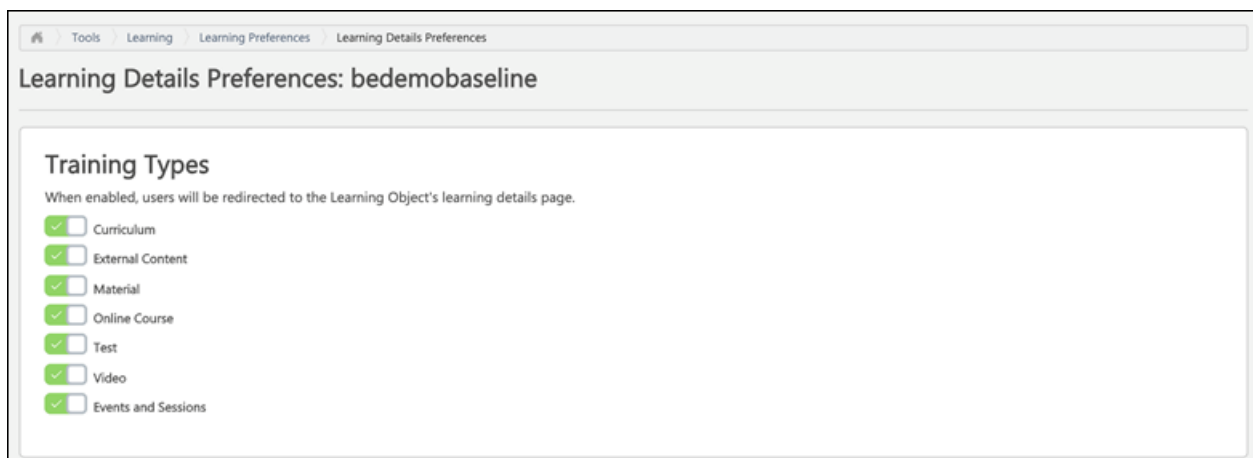 Tools Learning Learning Preferences Learning Details Preferences
Learning Details Preferences: bedemobaseline
Training Types
When enabled, users will be redirected to the Learning Object's learning details page.
Curriculum
External Content
Material
Online Course
Test
Video
Events and Sessions